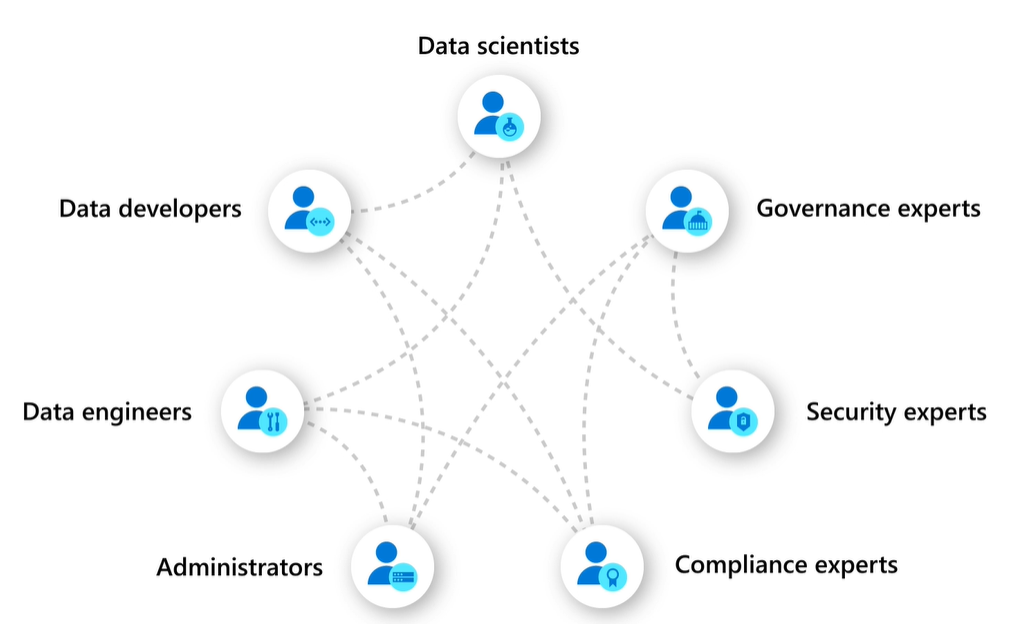 Data scientists
Data developers
Governance experts
Data engineers
Security experts
Administrators
Compliance experts